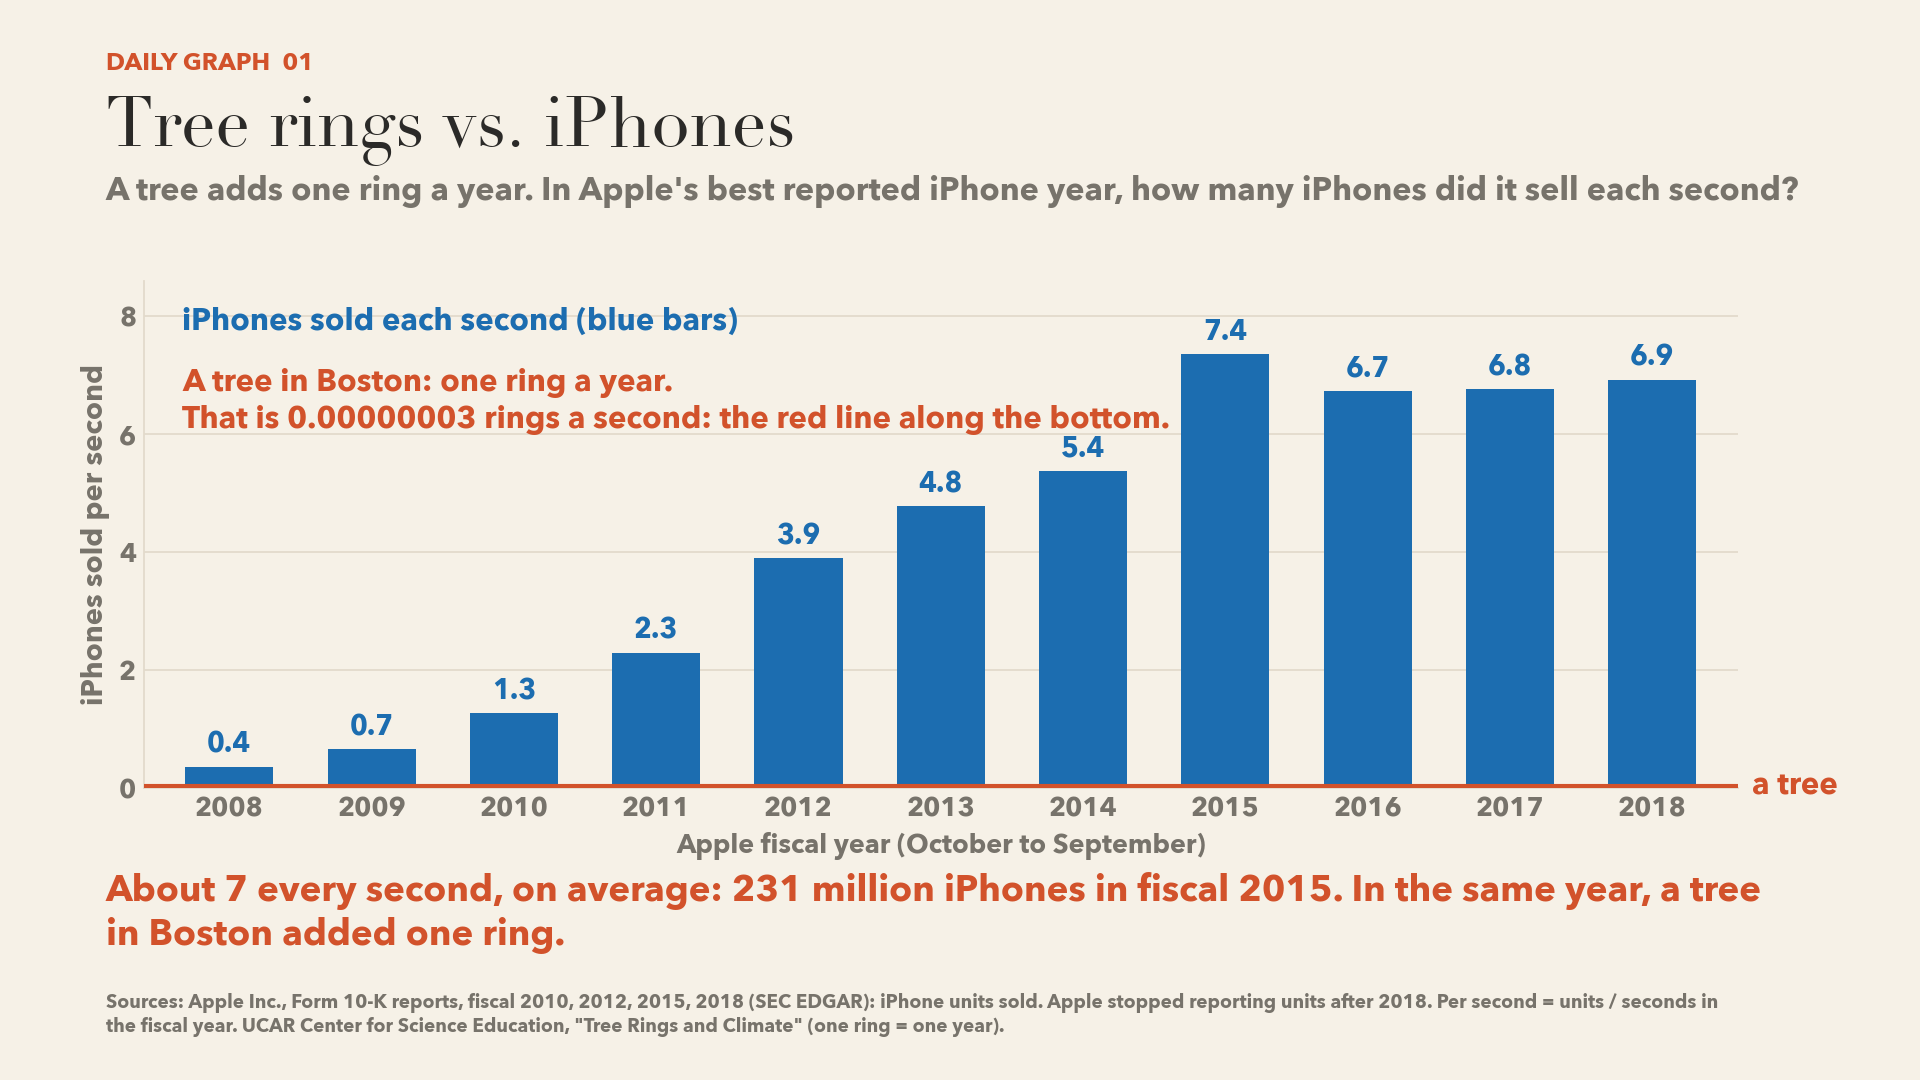 DAILY GRAPH 01
Tree rings vs. iPhones
A tree adds one ring a year. In Apple's best reported iPhone year, how many iPhones did it sell each second?
iPhones sold each second (blue bars)
A tree in Boston: one ring a year.
That is 0.00000003 rings a second: the red line along the bottom.
iPhones sold per second
8
6
4
2
0
0.4
0.7
1.3
2.3
3.9
4.8
5.4
7.4
6.7
6.8
6.9
a tree
2008 2009 2010 2011 2012 2013 2014 2015 2016 2017 2018
Apple fiscal year (October to September)
About 7 every second, on average: 231 million iPhones in fiscal 2015. In the same year, a tree
in Boston added one ring.
Sources: Apple Inc., Form 10-K reports, fiscal 2010, 2012, 2015, 2018 (SEC EDGAR): iPhone units sold. Apple stopped reporting units after 2018. Per second = units / seconds in
the fiscal year. UCAR Center for Science Education, "Tree Rings and Climate" (one ring = one year).